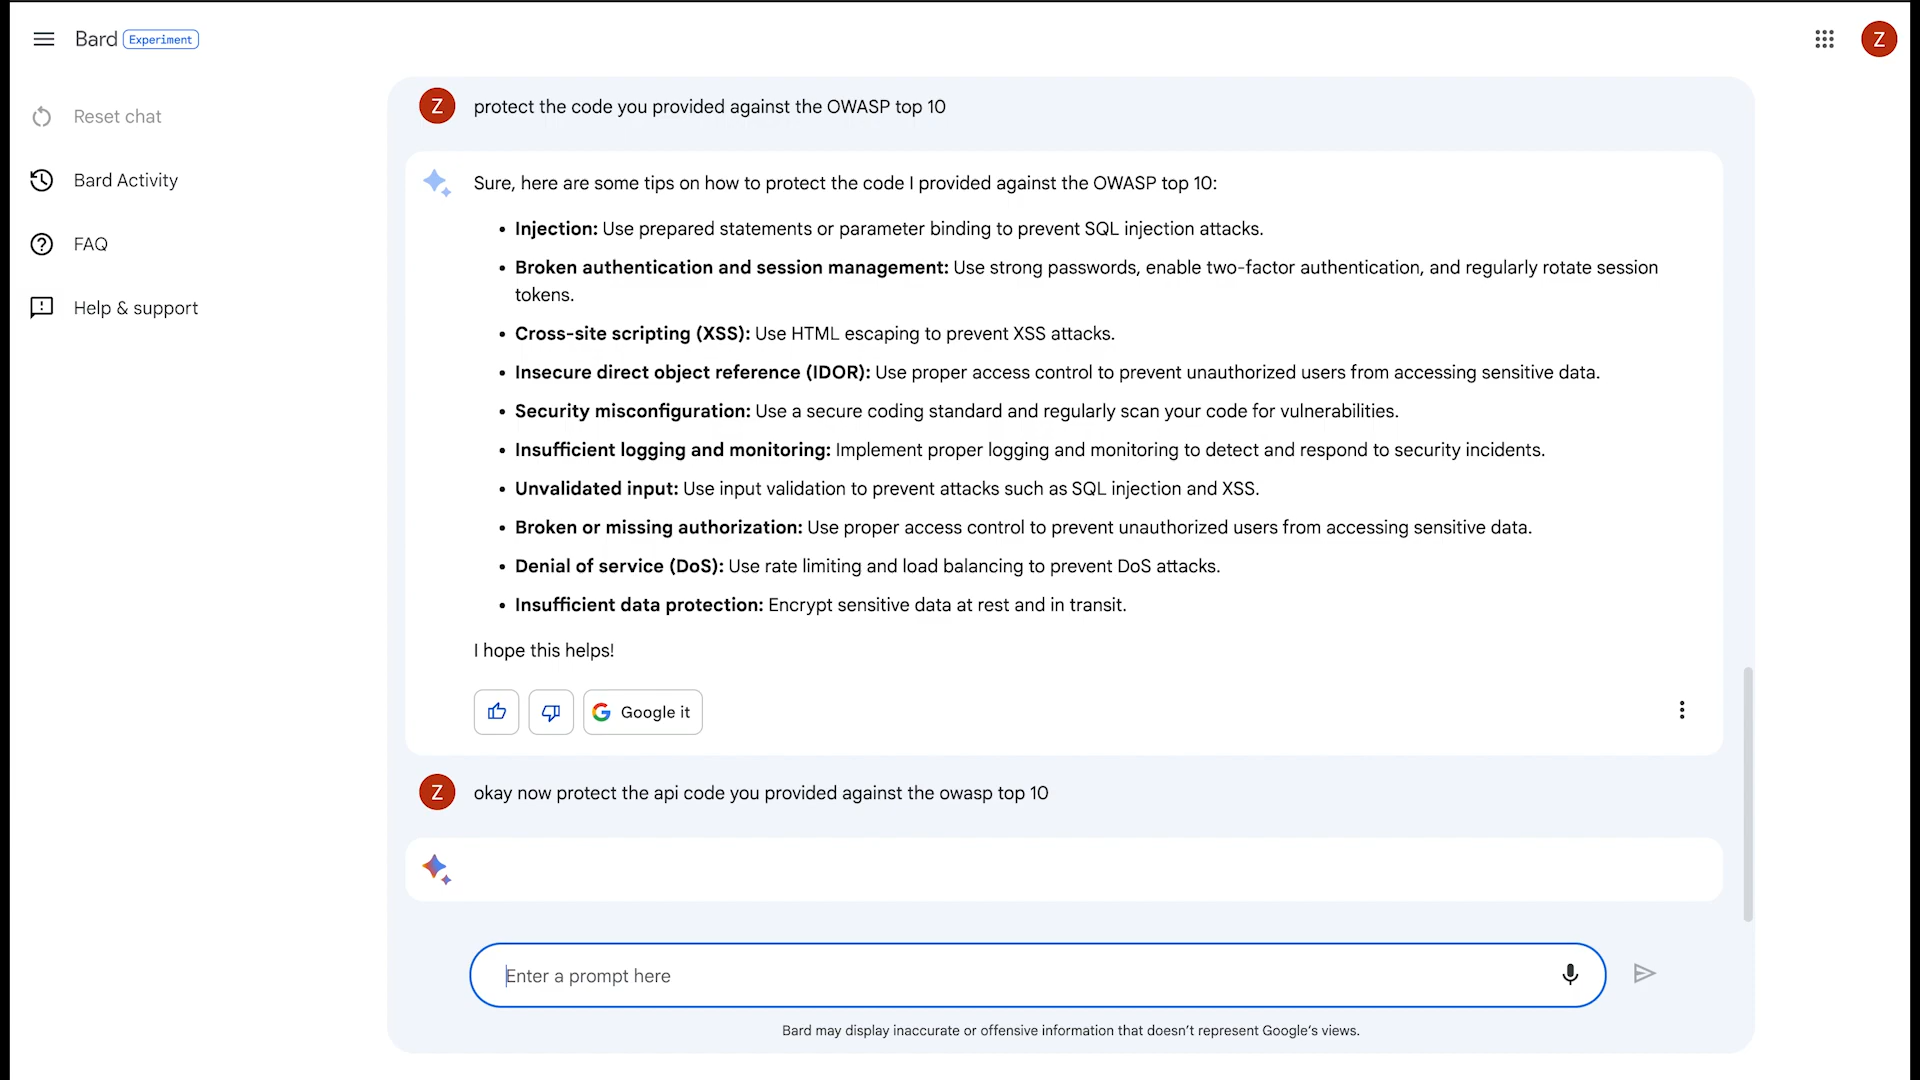 Bard Experiment
Z
Reset chat
Bard Activity
FAQ
Help & support
Z protect the code you provided against the OWASP top 10
Sure, here are some tips on how to protect the code I provided against the OWASP top 10:
• Injection: Use prepared statements or parameter binding to prevent SQL injection attacks.
• Broken authentication and session management: Use strong passwords, enable two-factor authentication, and regularly rotate session
tokens.
• Cross-site scripting (XSS): Use HTML escaping to prevent XSS attacks.
• Insecure direct object reference (IDOR): Use proper access control to prevent unauthorized users from accessing sensitive data.
• Security misconfiguration: Use a secure coding standard and regularly scan your code for vulnerabilities.
• Insufficient logging and monitoring: Implement proper logging and monitoring to detect and respond to security incidents.
• Unvalidated input: Use input validation to prevent attacks such as SQL injection and XSS.
• Broken or missing authorization: Use proper access control to prevent unauthorized users from accessing sensitive data.
• Denial of service (DoS): Use rate limiting and load balancing to prevent DoS attacks.
• Insufficient data protection: Encrypt sensitive data at rest and in transit.
I hope this helps!
Google it
Z okay now protect the api code you provided against the owasp top 10
Enter a prompt here
Bard may display inaccurate or offensive information that doesn't represent Google's views.